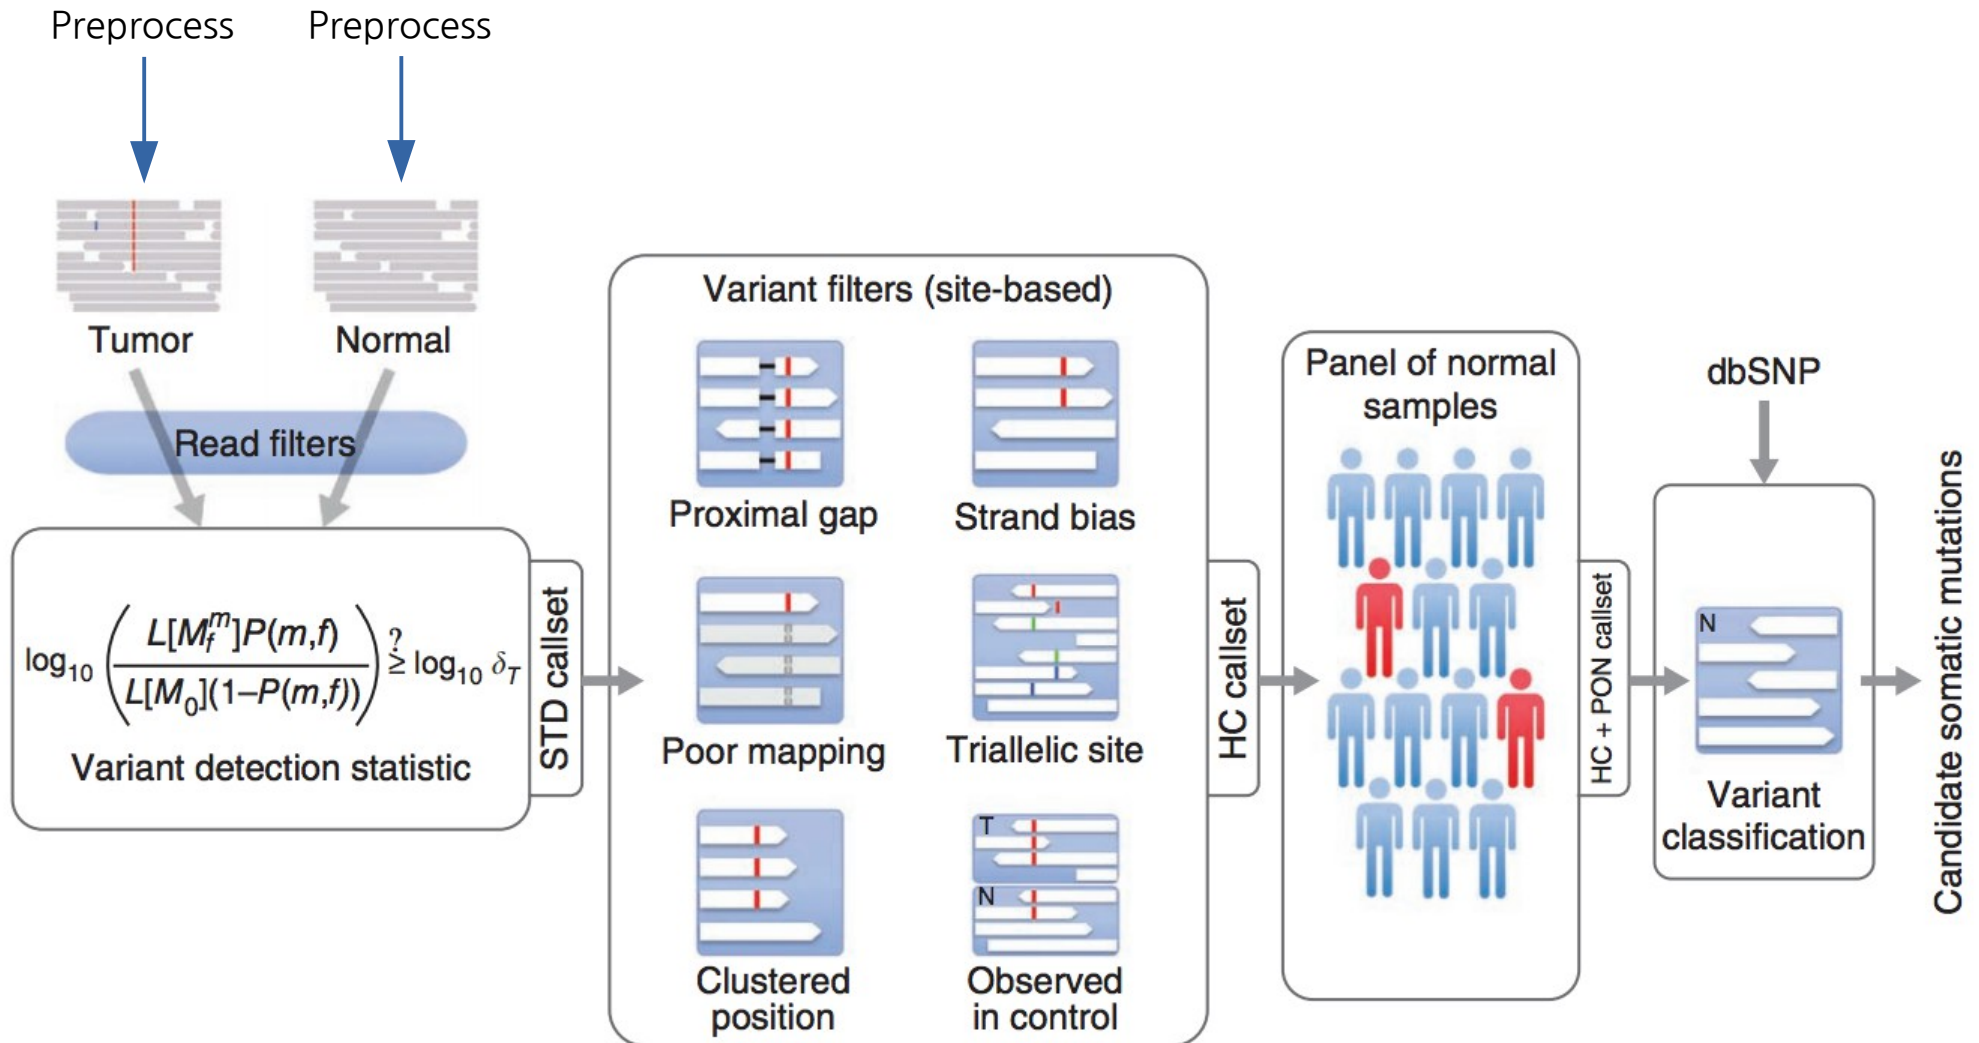 Preprocess
Preprocess
Tumor
Normal
Read filters
log10 (L[M_f^m]P(m,f) / L[M0](1–P(m,f))) ≥? log10 δT
Variant detection statistic
STD callset
Variant filters (site-based)
Proximal gap
Strand bias
Poor mapping
Triallelic site
Clustered
position
T
N
Observed
in control
HC callset
Panel of normal
samples
HC + PON callset
dbSNP
N
Variant
classification
Candidate somatic mutations